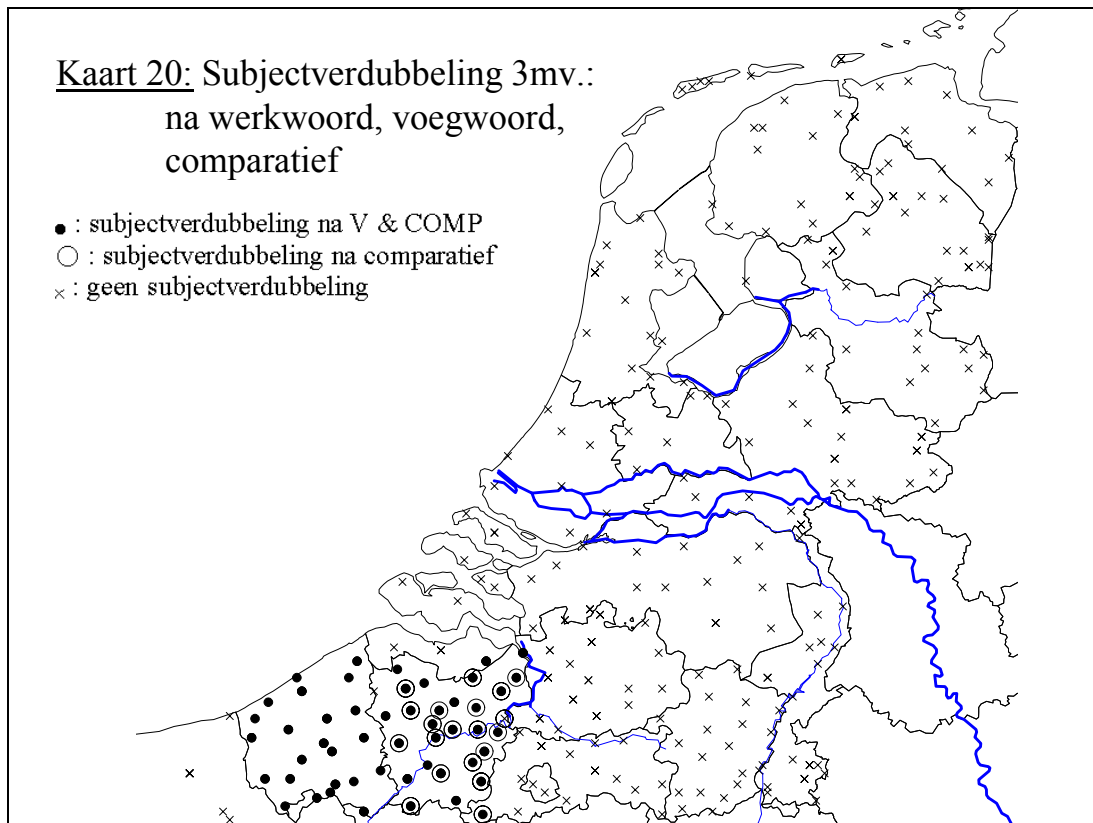 Kaart 20: Subjectverdubbeling 3mv.:
na werkwoord, voegwoord,
comparatief
● : subjectverdubbeling na V & COMP
○ : subjectverdubbeling na comparatief
× : geen subjectverdubbeling